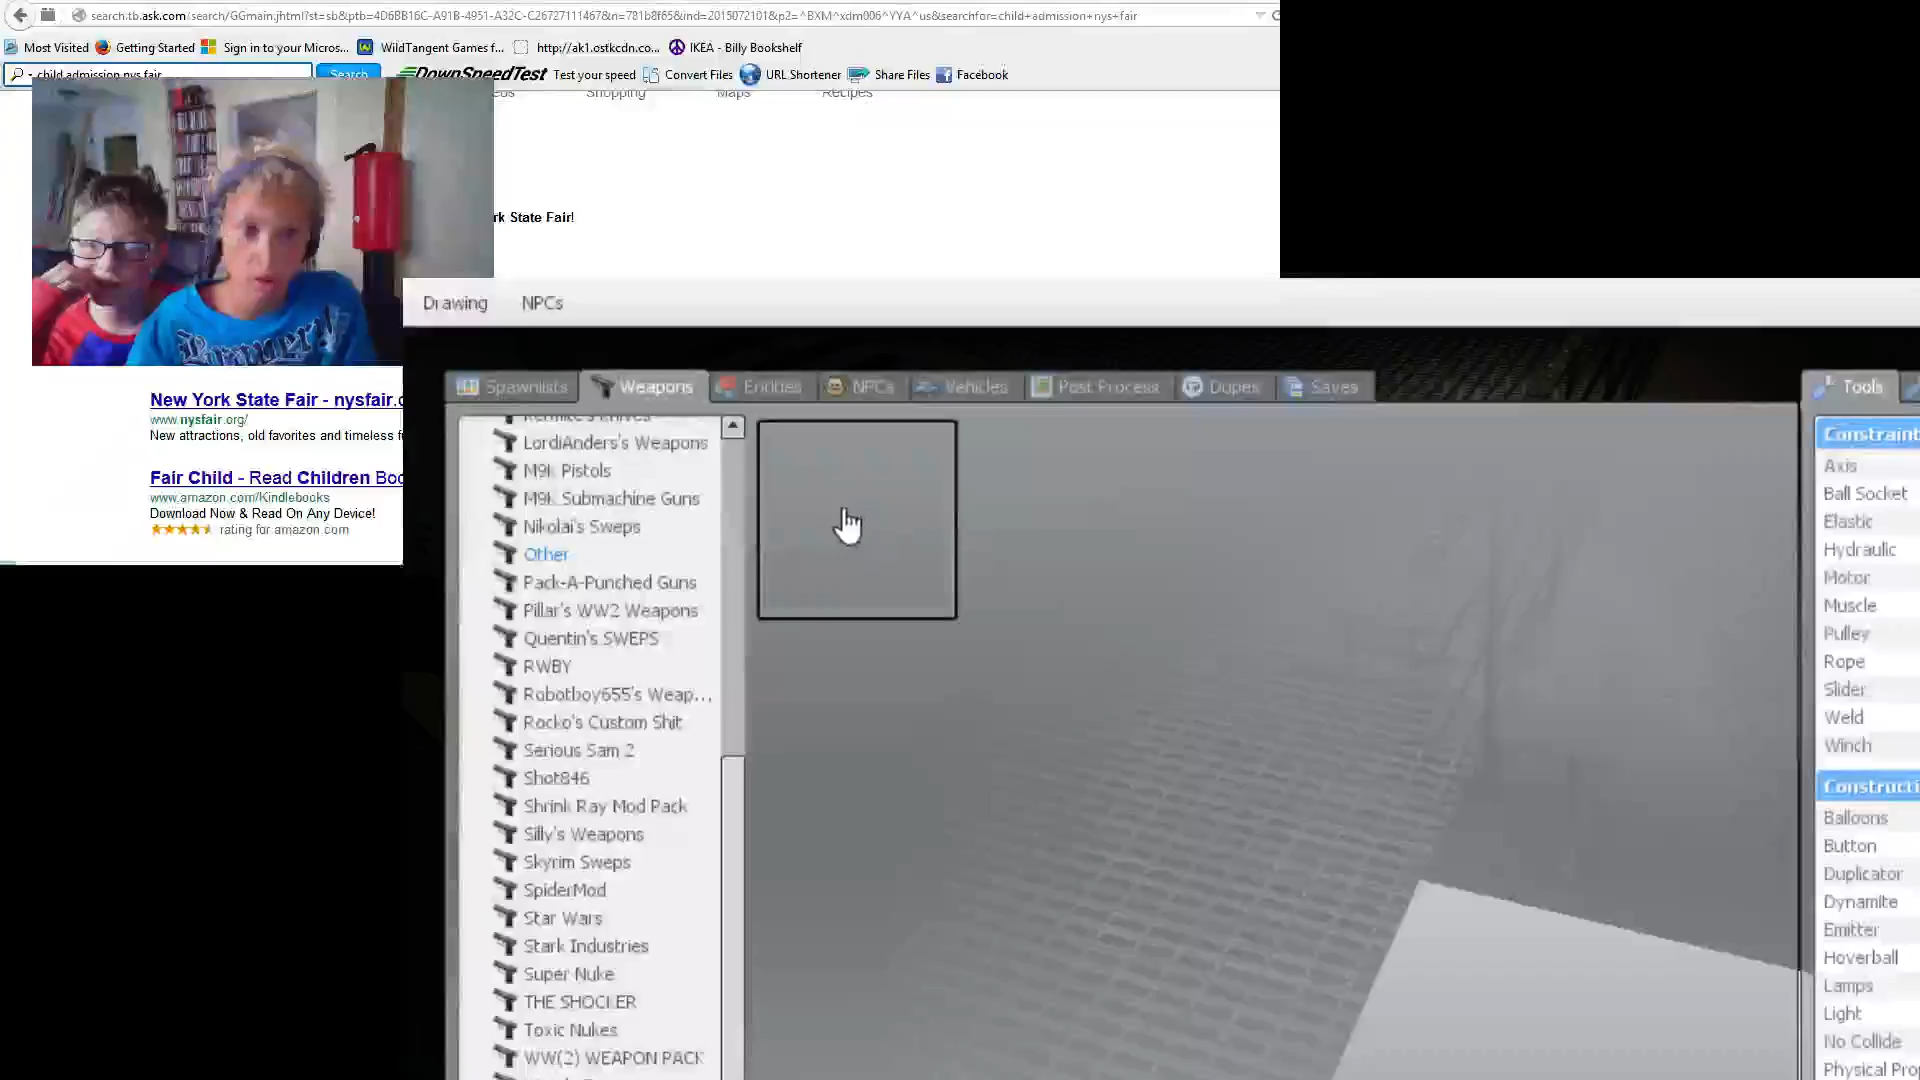 search.tb.ask.com/search/GGmain.jhtml?st=sb&ptb=4D6BB16C-A91B-4951-A32C-C26727111467&n=781b8f65&ind=2015072101&p2=^BXM^xdm006^YYA^us&searchfor=child+admission+nys+fair
Most Visited Getting Started Sign in to your Micros... WildTangent Games f... http://ak1.ostkcdn.co... IKEA - Billy Bookshelf
child admission nys fair Search DownSpeedTest Test your speed Convert Files URL Shortener Share Files Facebook
Shopping Maps Recipes
rk State Fair!
Drawing NPCs
New York State Fair - nysfair.
www.nysfair.org/
New attractions, old favorites and timeless f
Fair Child - Read Children Boo
www.amazon.com/Kindlebooks
Download Now & Read On Any Device!
rating for amazon.com
Spawnlists Weapons Entities NPCs Vehicles Post Process Dupes Saves
LordiAnders's Weapons
M9K Pistols
M9K Submachine Guns
Nikolai's Sweps
Other
Pack-A-Punched Guns
Pillar's WW2 Weapons
Quentin's SWEPS
RWBY
Robotboy655's Weap...
Rocko's Custom Shit
Serious Sam 2
Shot846
Shrink Ray Mod Pack
Silly's Weapons
Skyrim Sweps
SpiderMod
Star Wars
Stark Industries
Super Nuke
THE SHOCKER
Toxic Nukes
WW(2) WEAPON PACK
Tools
Constraint
Axis
Ball Socket
Elastic
Hydraulic
Motor
Muscle
Pulley
Rope
Slider
Weld
Winch
Constructi
Balloons
Button
Duplicator
Dynamite
Emitter
Hoverball
Lamps
Light
No Collide
Physical Pro